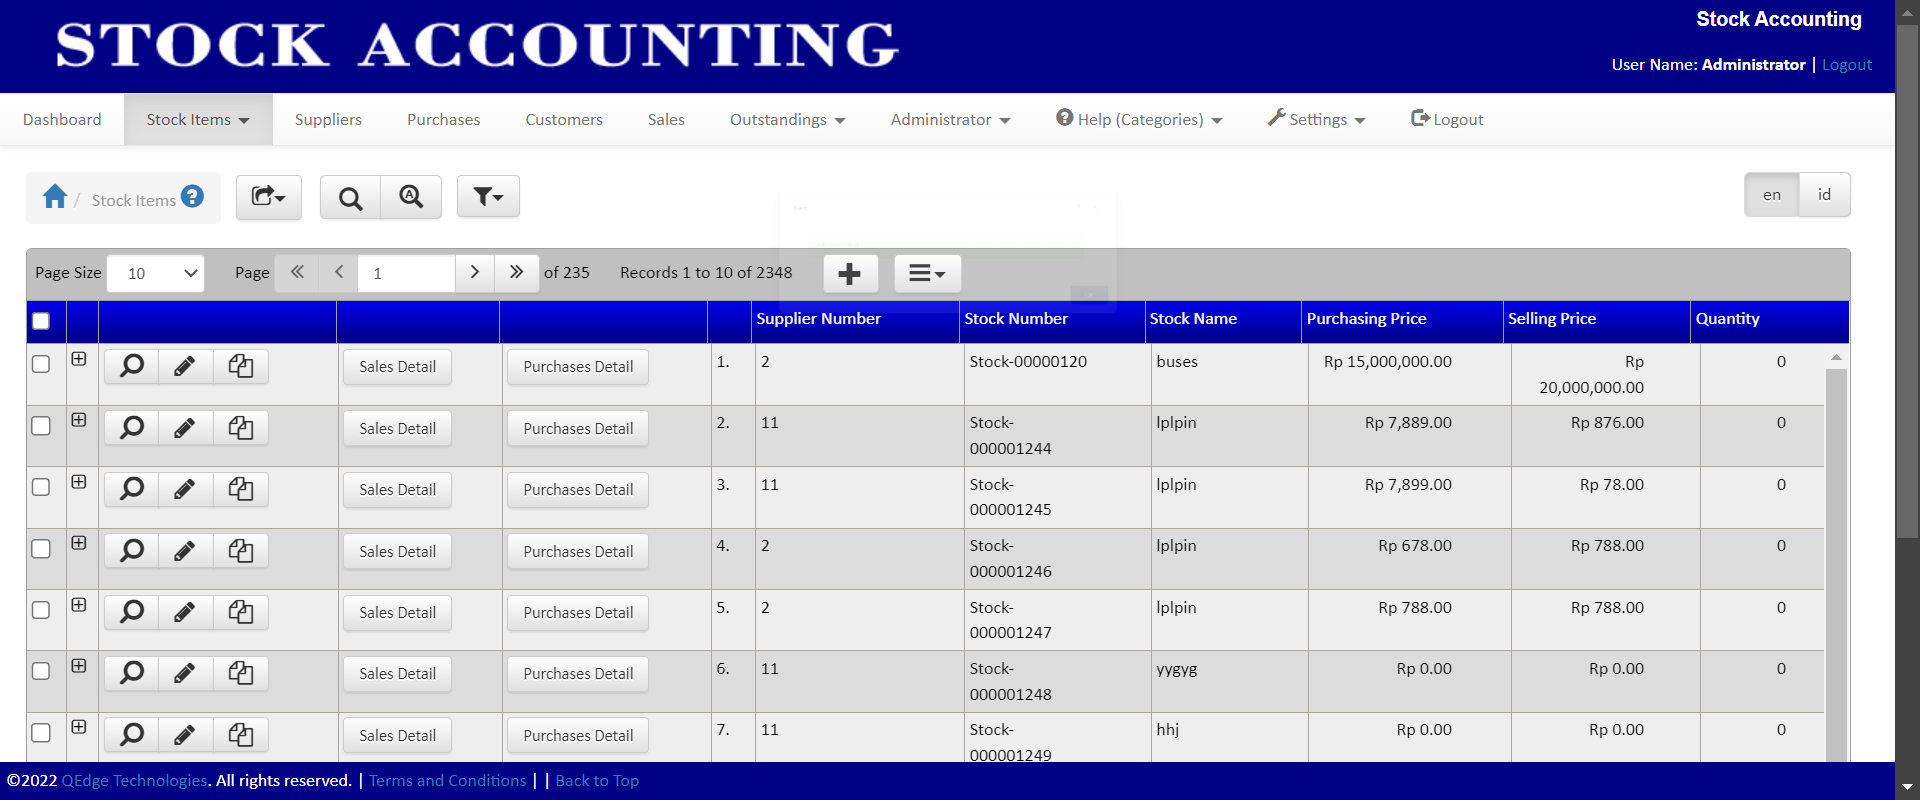 STOCK ACCOUNTING
Stock Accounting
User Name: Administrator | Logout
Dashboard Stock Items Suppliers Purchases Customers Sales Outstandings Administrator Help (Categories) Settings Logout
/ Stock Items
en id
Page Size 10 Page 1 of 235 Records 1 to 10 of 2348
Supplier Number Stock Number Stock Name Purchasing Price Selling Price Quantity
Sales Detail Purchases Detail 1. 2 Stock-00000120 buses Rp 15,000,000.00 Rp 0
20,000,000.00
Sales Detail Purchases Detail 2. 11 Stock- lplpin Rp 7,889.00 Rp 876.00 0
000001244
Sales Detail Purchases Detail 3. 11 Stock- lplpin Rp 7,899.00 Rp 78.00 0
000001245
Sales Detail Purchases Detail 4. 2 Stock- lplpin Rp 678.00 Rp 788.00 0
000001246
Sales Detail Purchases Detail 5. 2 Stock- lplpin Rp 788.00 Rp 788.00 0
000001247
Sales Detail Purchases Detail 6. 11 Stock- yygyg Rp 0.00 Rp 0.00 0
000001248
Sales Detail Purchases Detail 7. 11 Stock- hhj Rp 0.00 Rp 0.00 0
000001249
©2022 QEdge Technologies. All rights reserved. | Terms and Conditions | | Back to Top